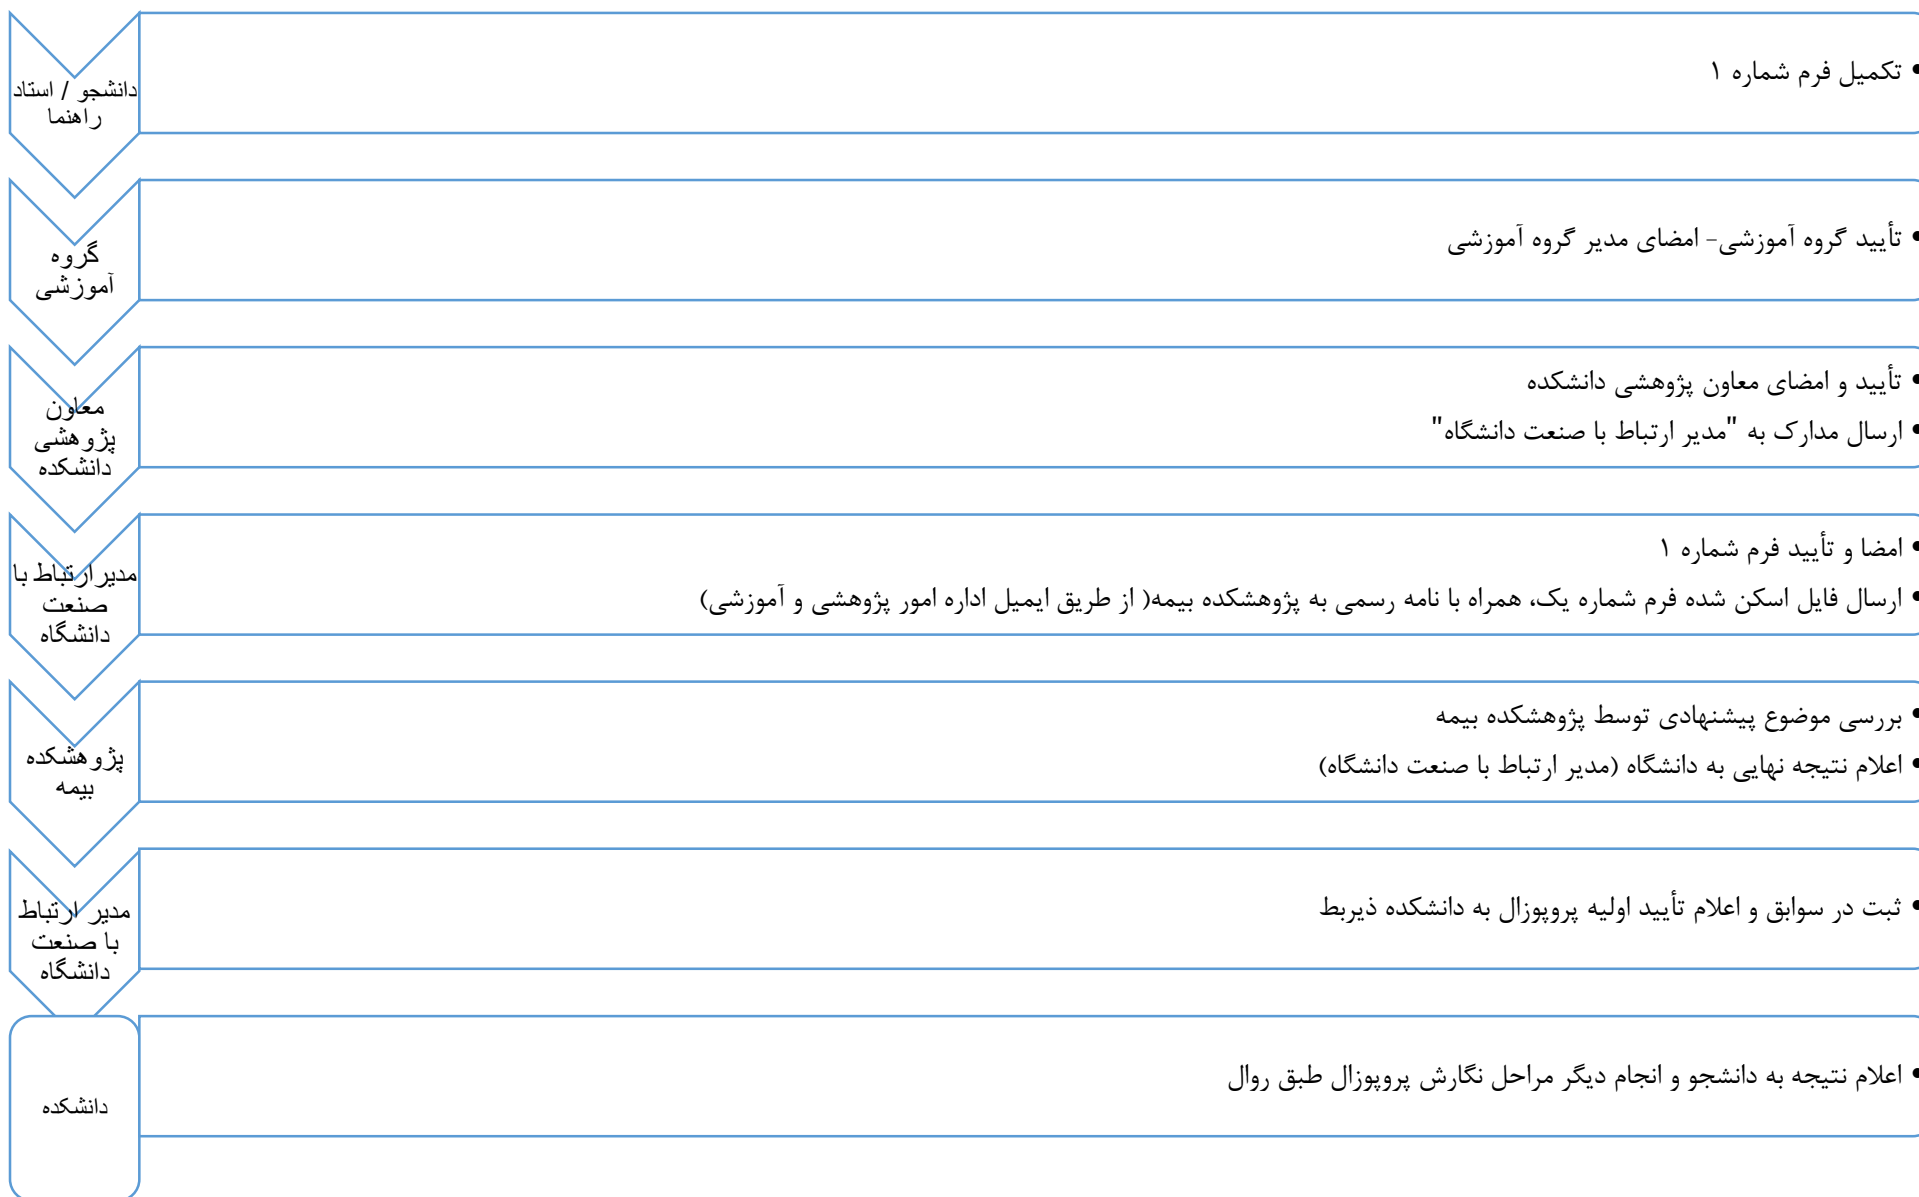 دانشجو / استاد
راهنما
• تکمیل فرم شماره ۱
گروه
آموزشی
• تأیید گروه آموزشی- امضای مدیر گروه آموزشی
معاون
پژوهشی
دانشکده
• تأیید و امضای معاون پژوهشی دانشکده
• ارسال مدارک به "مدیر ارتباط با صنعت دانشگاه"
مدیر ارتباط با
صنعت
دانشگاه
• امضا و تأیید فرم شماره ۱
• ارسال فایل اسکن شده فرم شماره یک، همراه با نامه رسمی به پژوهشکده بیمه( از طریق ایمیل اداره امور پژوهشی و آموزشی)
پژوهشکده
بیمه
• بررسی موضوع پیشنهادی توسط پژوهشکده بیمه
• اعلام نتیجه نهایی به دانشگاه (مدیر ارتباط با صنعت دانشگاه)
مدیر ارتباط
با صنعت
دانشگاه
• ثبت در سوابق و اعلام تأیید اولیه پروپوزال به دانشکده ذیربط
دانشکده
• اعلام نتیجه به دانشجو و انجام دیگر مراحل نگارش پروپوزال طبق روال